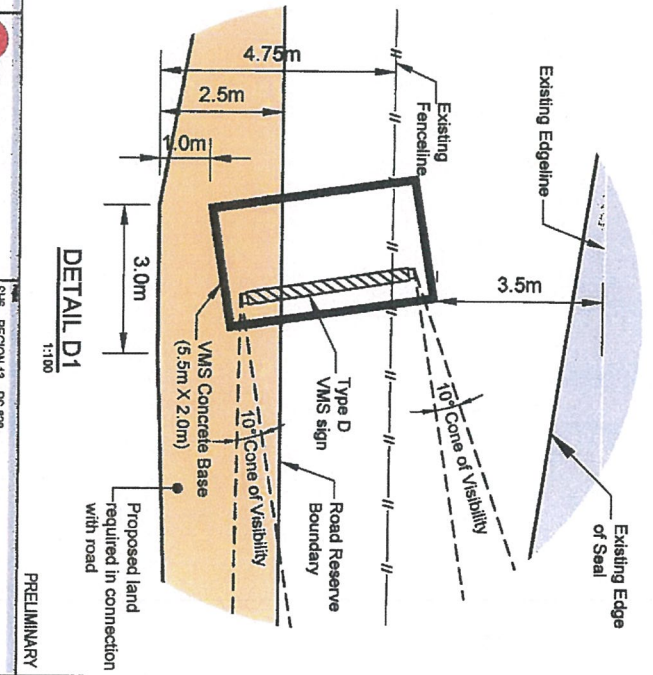 Existing Edgeline
Existing Edge
of Seal
3.5m
4.75m
2.5m
1.0m
Existing
Fenceline
10° Cone of Visibility
Type D
VMS sign
Road Reserve
Boundary
10° Cone of Visibility
VMS Concrete Base
(5.5m X 2.0m)
3.0m
Proposed land
required in connection
with road
DETAIL D1
1:100
PRELIMINARY